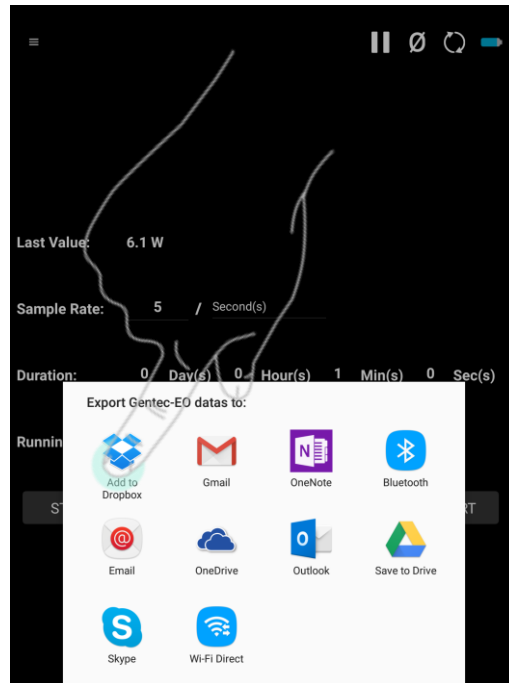 Last Value: 6.1 W
Sample Rate: 5 / Second(s)
Duration: 0 Day(s) 0 Hour(s) 1 Min(s) 0 Sec(s)
Export Gentec-EO datas to:
Add to
Dropbox
Gmail
OneNote
Bluetooth
Email
OneDrive
Outlook
Save to Drive
Skype
Wi-Fi Direct